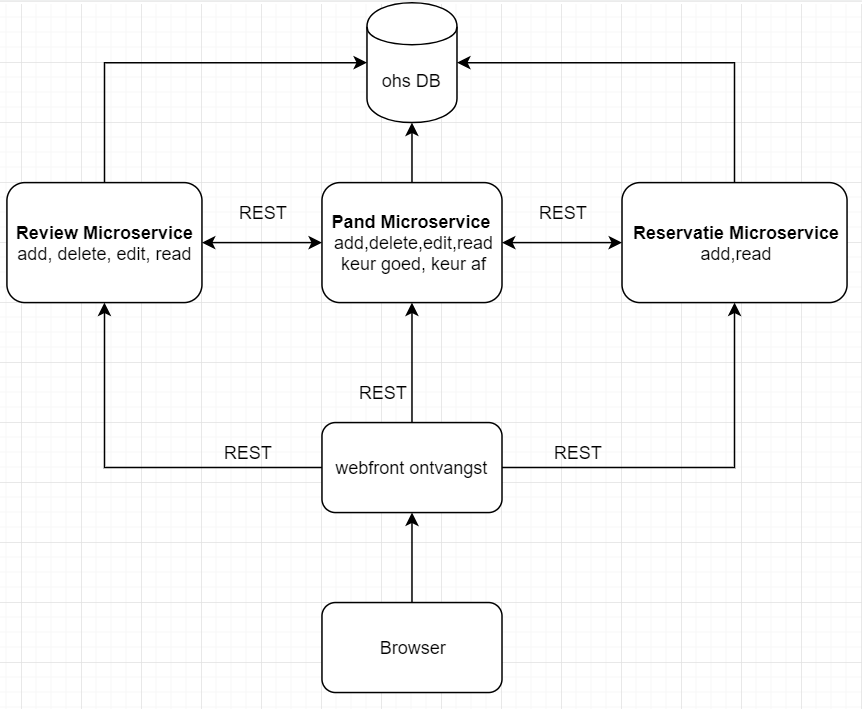 ohs DB
REST
REST
Review Microservice
add, delete, edit, read
Pand Microservice
add,delete,edit,read
keur goed, keur af
Reservatie Microservice
add,read
REST
REST
REST
webfront ontvangst
Browser